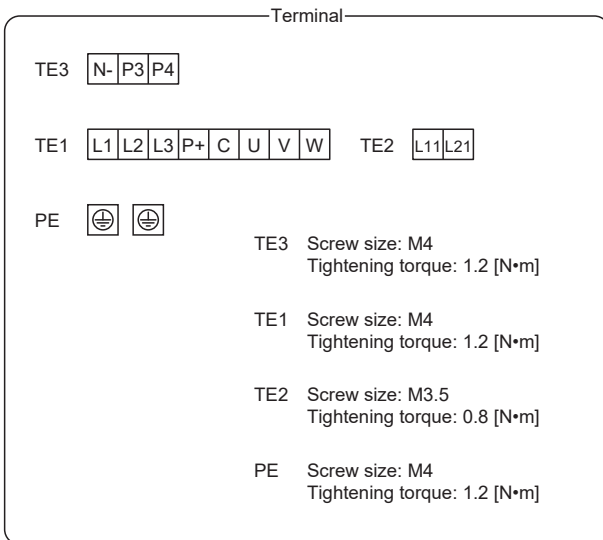 Terminal
TE3 N- P3 P4
TE1 L1 L2 L3 P+ C U V W TE2 L11 L21
PE
TE3 Screw size: M4
Tightening torque: 1.2 [N•m]
TE1 Screw size: M4
Tightening torque: 1.2 [N•m]
TE2 Screw size: M3.5
Tightening torque: 0.8 [N•m]
PE Screw size: M4
Tightening torque: 1.2 [N•m]